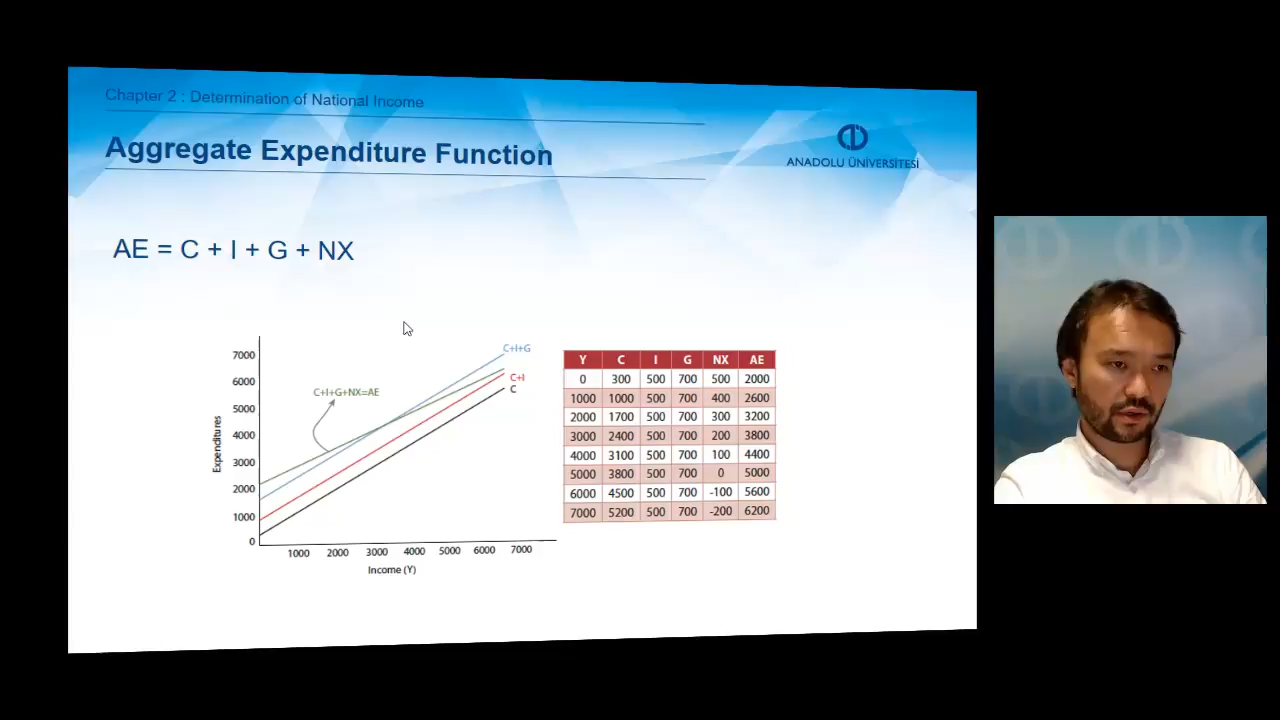 Chapter 2 : Determination of National Income
Aggregate Expenditure Function
ANADOLU ÜNİVERSİTESİ
AE = C + I + G + NX
7000
6000
5000
4000
3000
2000
1000
0
Expenditures
C+I+G+NX=AE
C+I+G
C+I
C
1000 2000 3000 4000 5000 6000 7000
Income (Y)
Y C I G NX AE
0 300 500 700 500 2000
1000 1000 500 700 400 2600
2000 1700 500 700 300 3200
3000 2400 500 700 200 3800
4000 3100 500 700 100 4400
5000 3800 500 700 0 5000
6000 4500 500 700 -100 5600
7000 5200 500 700 -200 6200